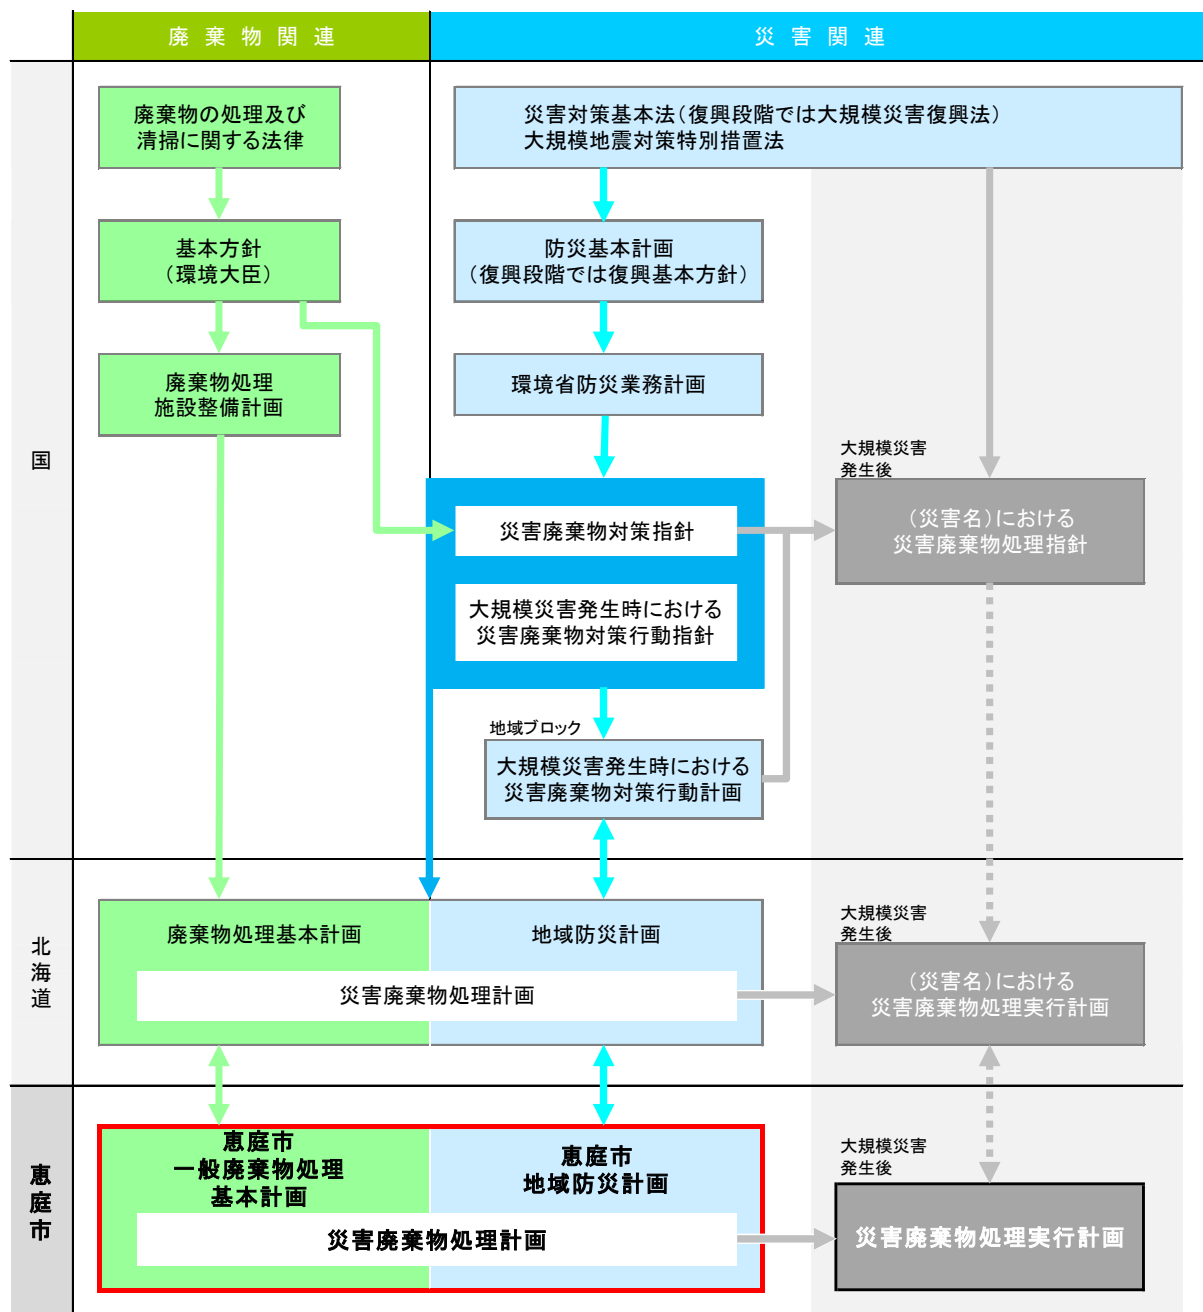 廃棄物関連
災害関連
国
廃棄物の処理及び
清掃に関する法律
災害対策基本法（復興段階では大規模災害復興法）
大規模地震対策特別措置法
基本方針
（環境大臣）
防災基本計画
（復興段階では復興基本方針）
廃棄物処理
施設整備計画
環境省防災業務計画
大規模災害
発生後
災害廃棄物対策指針
（災害名）における
災害廃棄物処理指針
大規模災害発生時における
災害廃棄物対策行動指針
地域ブロック
大規模災害発生時における
災害廃棄物対策行動計画
北海道
廃棄物処理基本計画
地域防災計画
災害廃棄物処理計画
大規模災害
発生後
（災害名）における
災害廃棄物処理実行計画
恵庭市
恵庭市
一般廃棄物処理
基本計画
恵庭市
地域防災計画
災害廃棄物処理計画
大規模災害
発生後
災害廃棄物処理実行計画